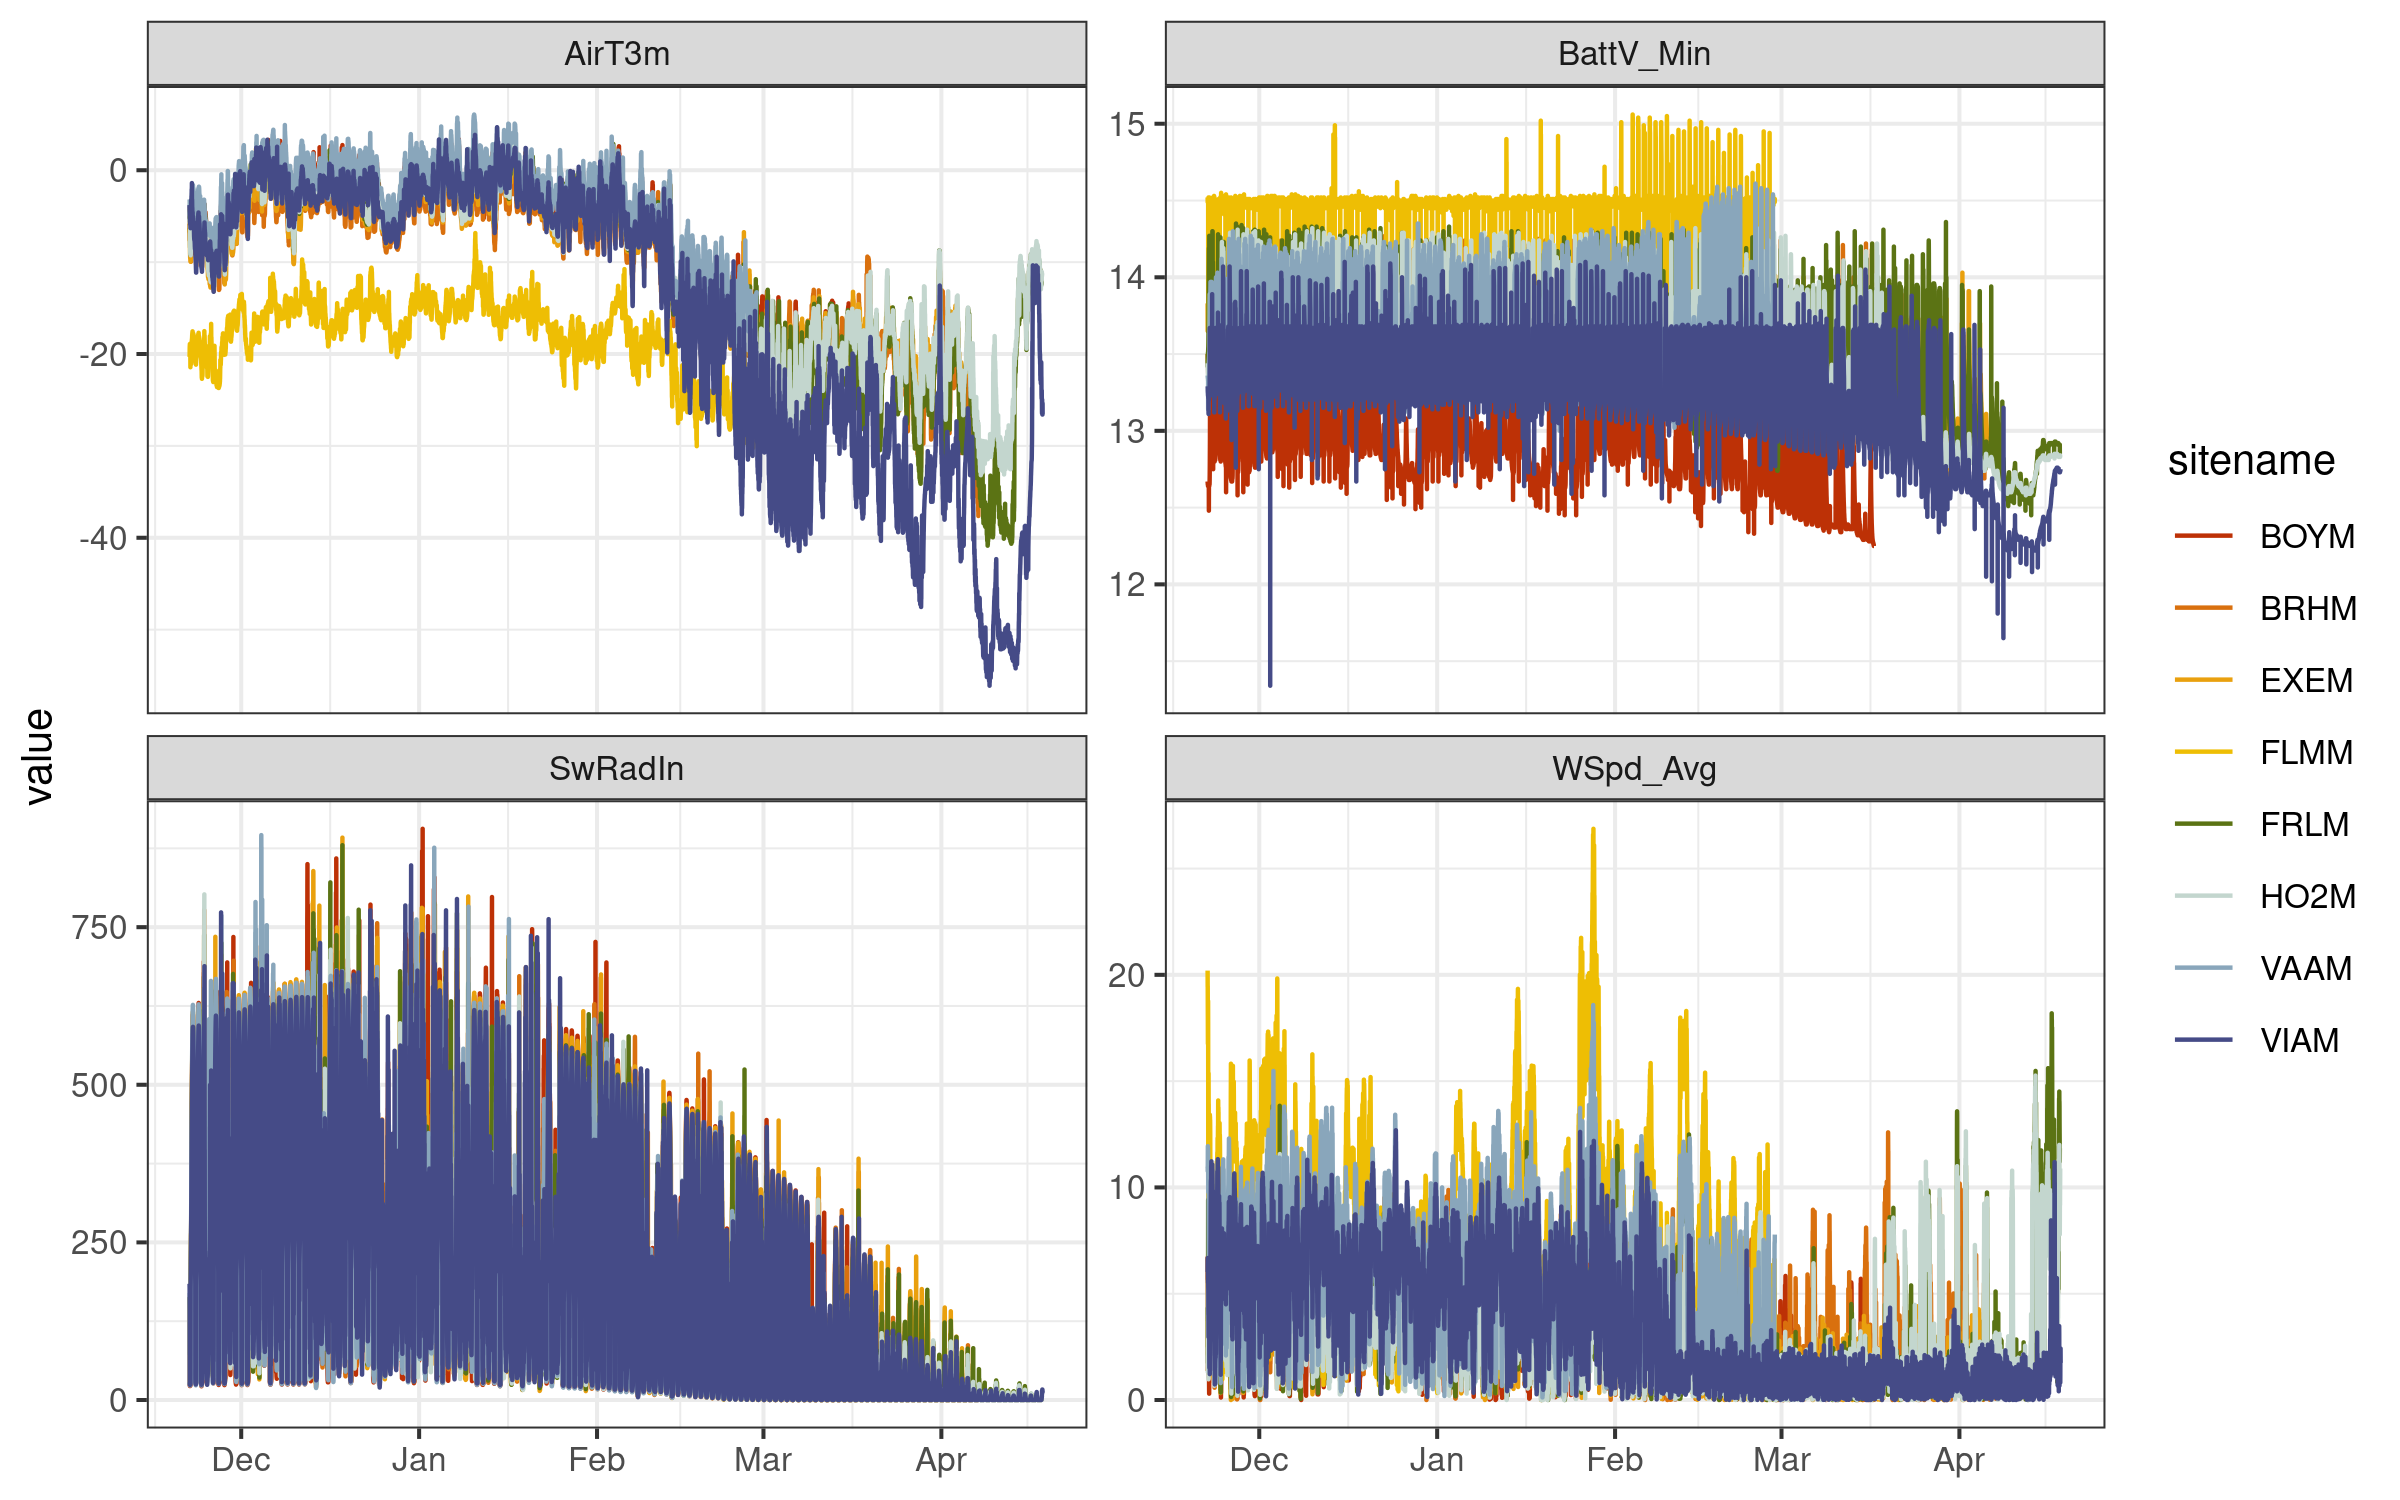 AirT3m
BattV_Min
0
-20
-40
15
14
13
12
value
SwRadIn
WSpd_Avg
750
500
250
0
20
10
0
Dec Jan Feb Mar Apr
Dec Jan Feb Mar Apr
sitename
BOYM
BRHM
EXEM
FLMM
FRLM
HO2M
VAAM
VIAM